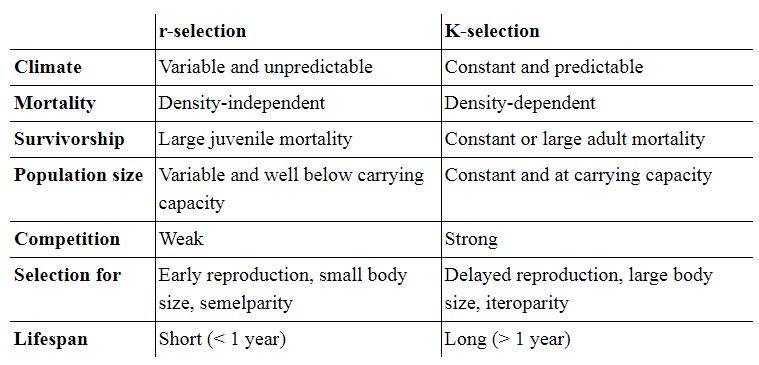 r-selection K-selection
Climate Variable and unpredictable Constant and predictable
Mortality Density-independent Density-dependent
Survivorship Large juvenile mortality Constant or large adult mortality
Population size Variable and well below carrying Constant and at carrying capacity
capacity
Competition Weak Strong
Selection for Early reproduction, small body Delayed reproduction, large body
size, semelparity size, iteroparity
Lifespan Short (< 1 year) Long (> 1 year)